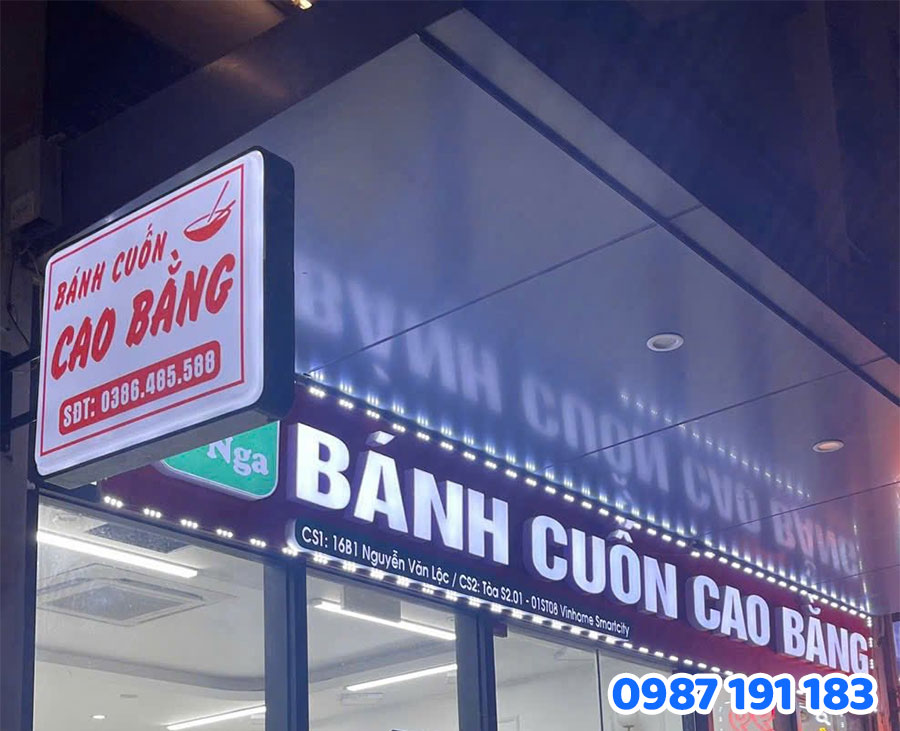 BÁNH CUỐN
CAO BẰNG
SĐT: 0386.485.588
Nga
BÁNH CUỐN CAO BẰNG
CS1: 16B1 Nguyễn Văn Lộc / CS2: Tòa S2.01 - 01ST08 Vinhome Smartcity
0987 191 183